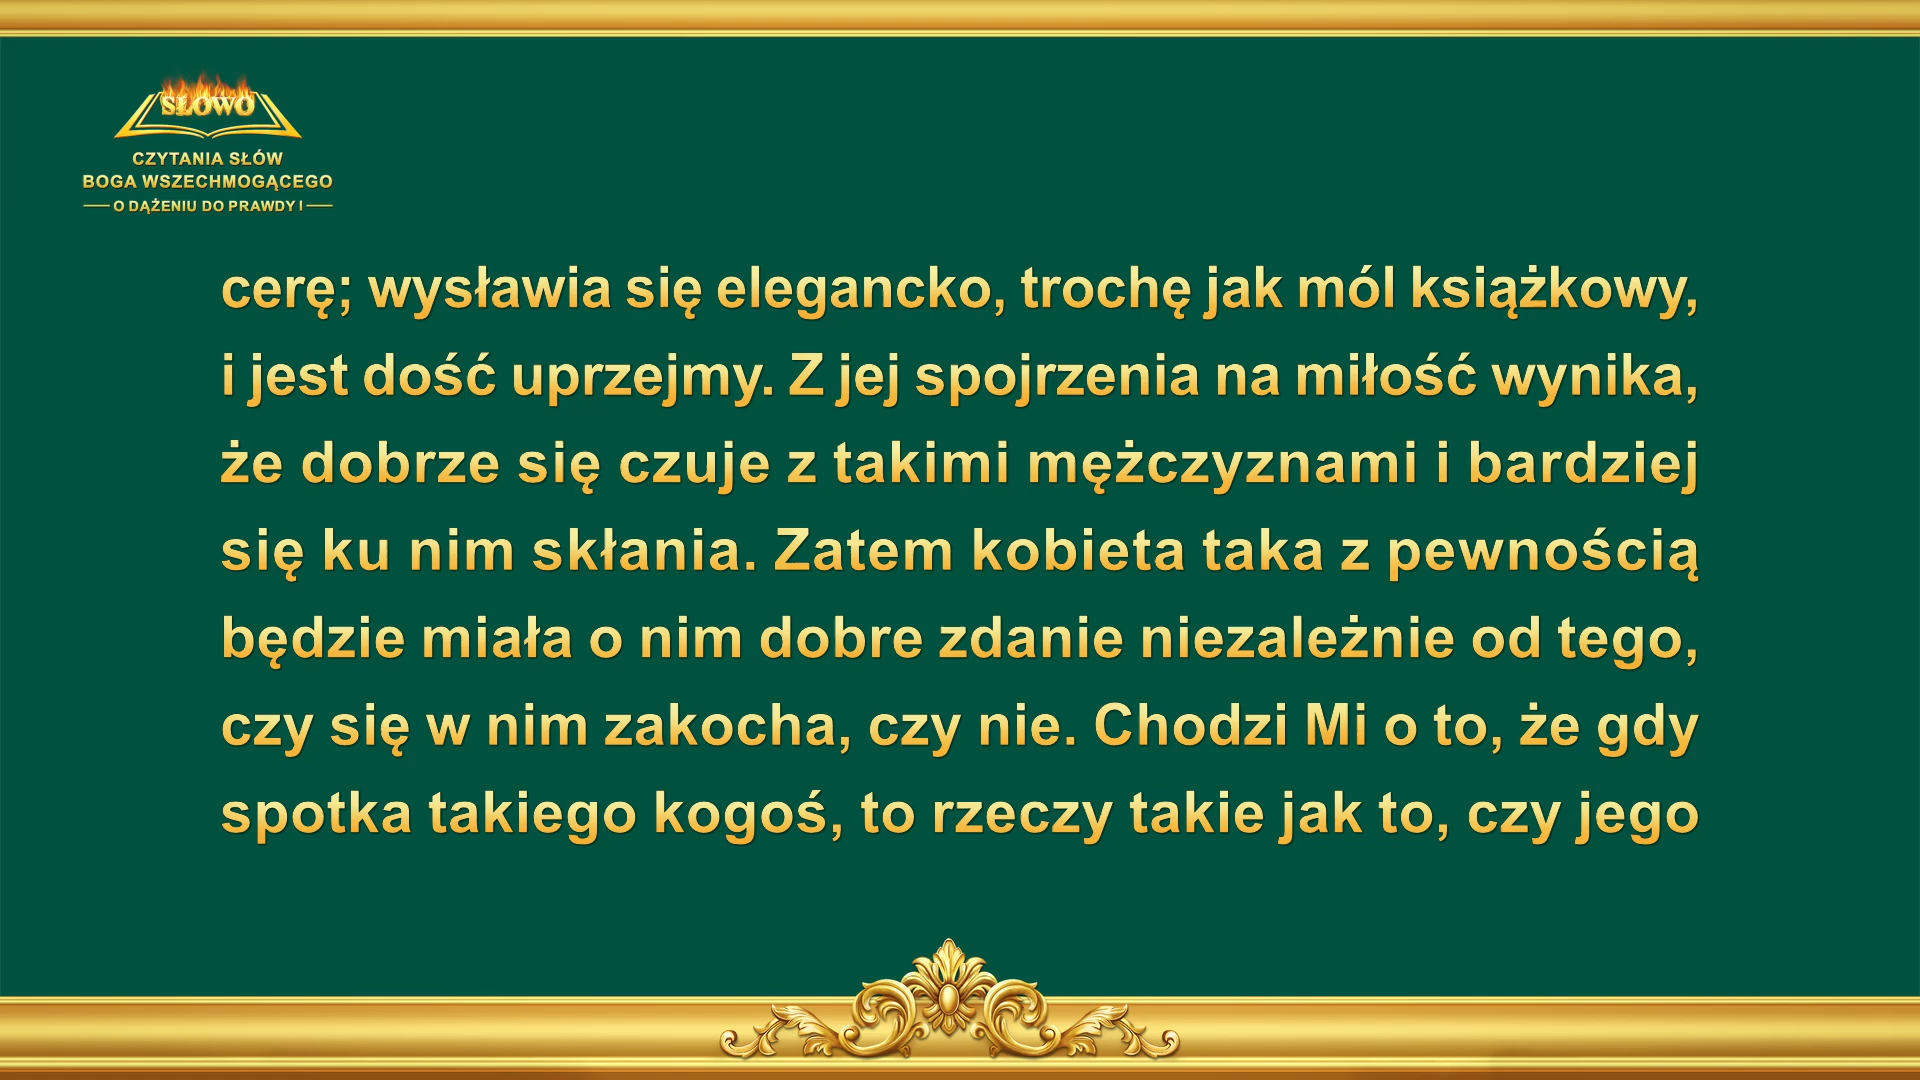 SŁOWO
CZYTANIA SŁÓW
BOGA WSZECHMOGĄCEGO
O DĄŻENIU DO PRAWDY I
cerę; wysławia się elegancko, trochę jak mól książkowy,
i jest dość uprzejmy. Z jej spojrzenia na miłość wynika,
że dobrze się czuje z takimi mężczyznami i bardziej
się ku nim skłania. Zatem kobieta taka z pewnością
będzie miała o nim dobre zdanie niezależnie od tego,
czy się w nim zakocha, czy nie. Chodzi Mi o to, że gdy
spotka takiego kogoś, to rzeczy takie jak to, czy jego